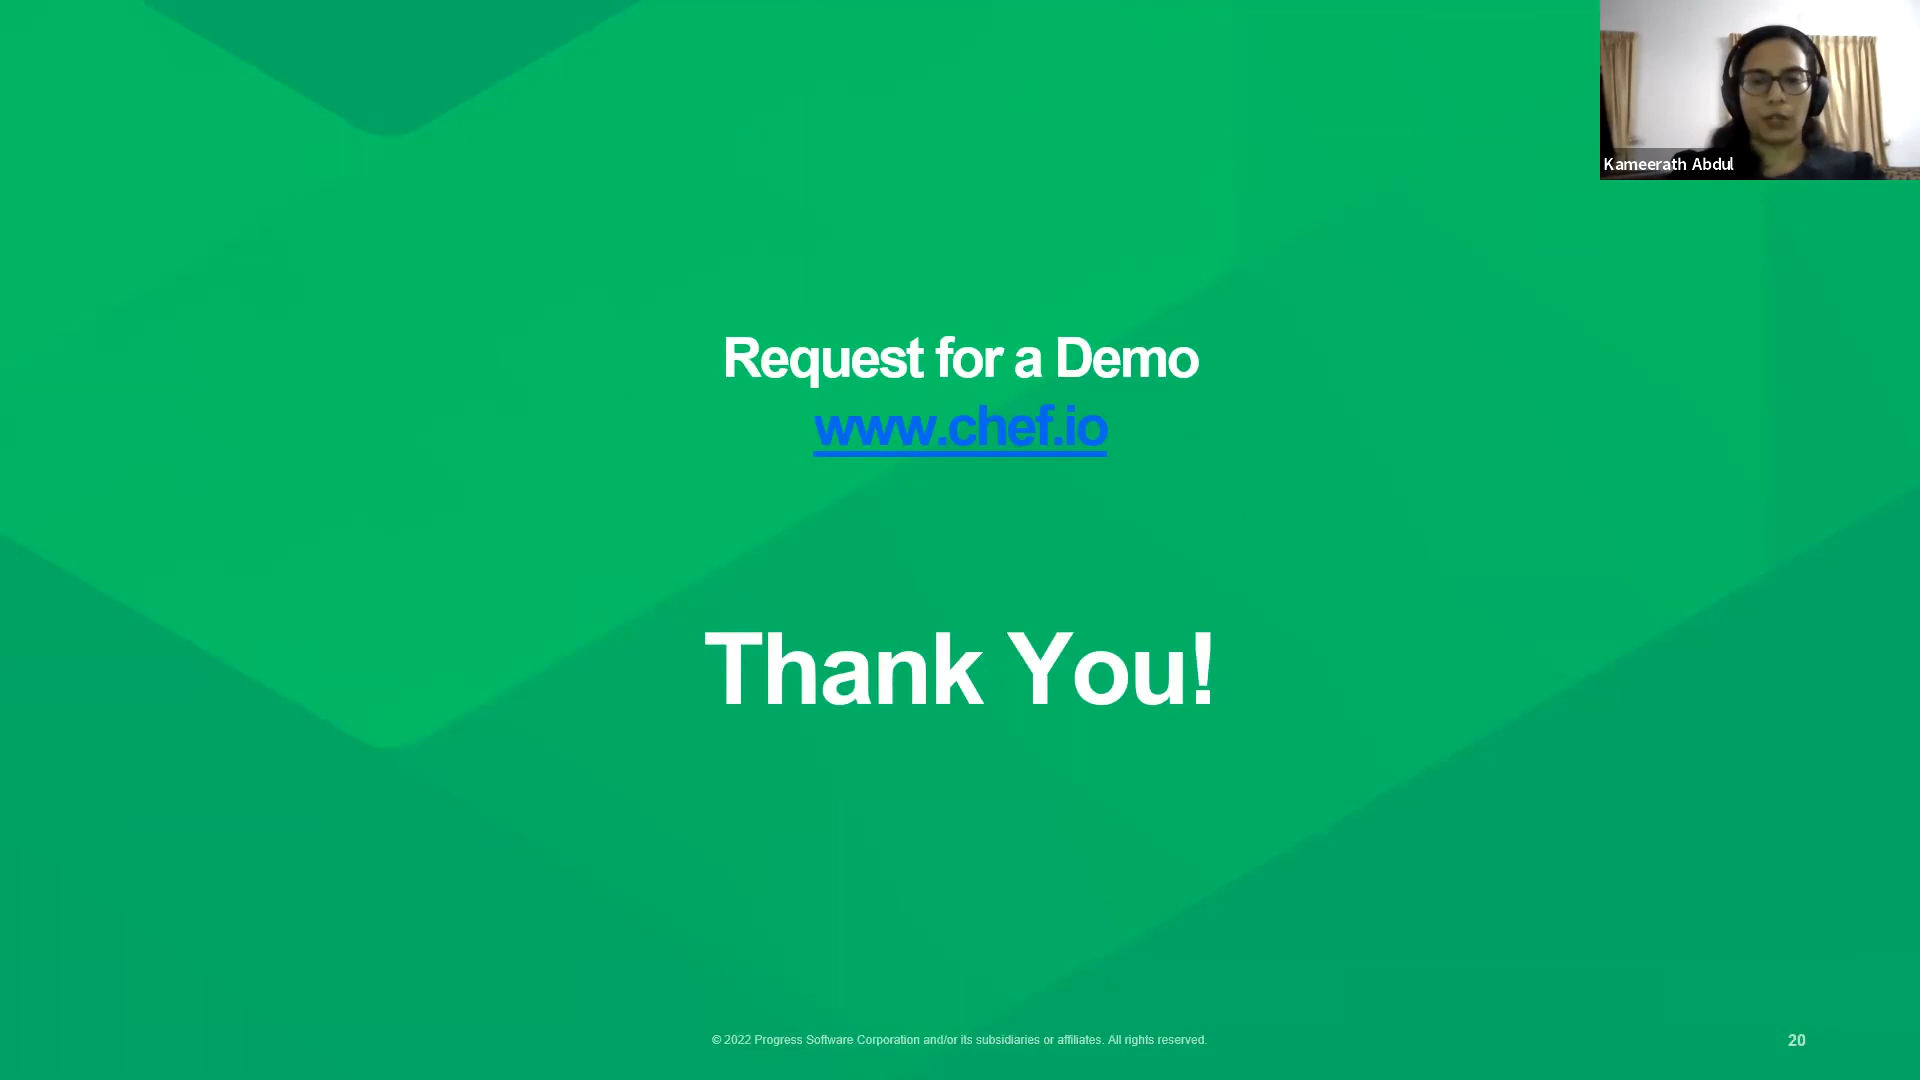 Kameerath Abdul
Request for a Demo
www.chef.io
Thank You!
© 2022 Progress Software Corporation and/or its subsidiaries or affiliates. All rights reserved.
20